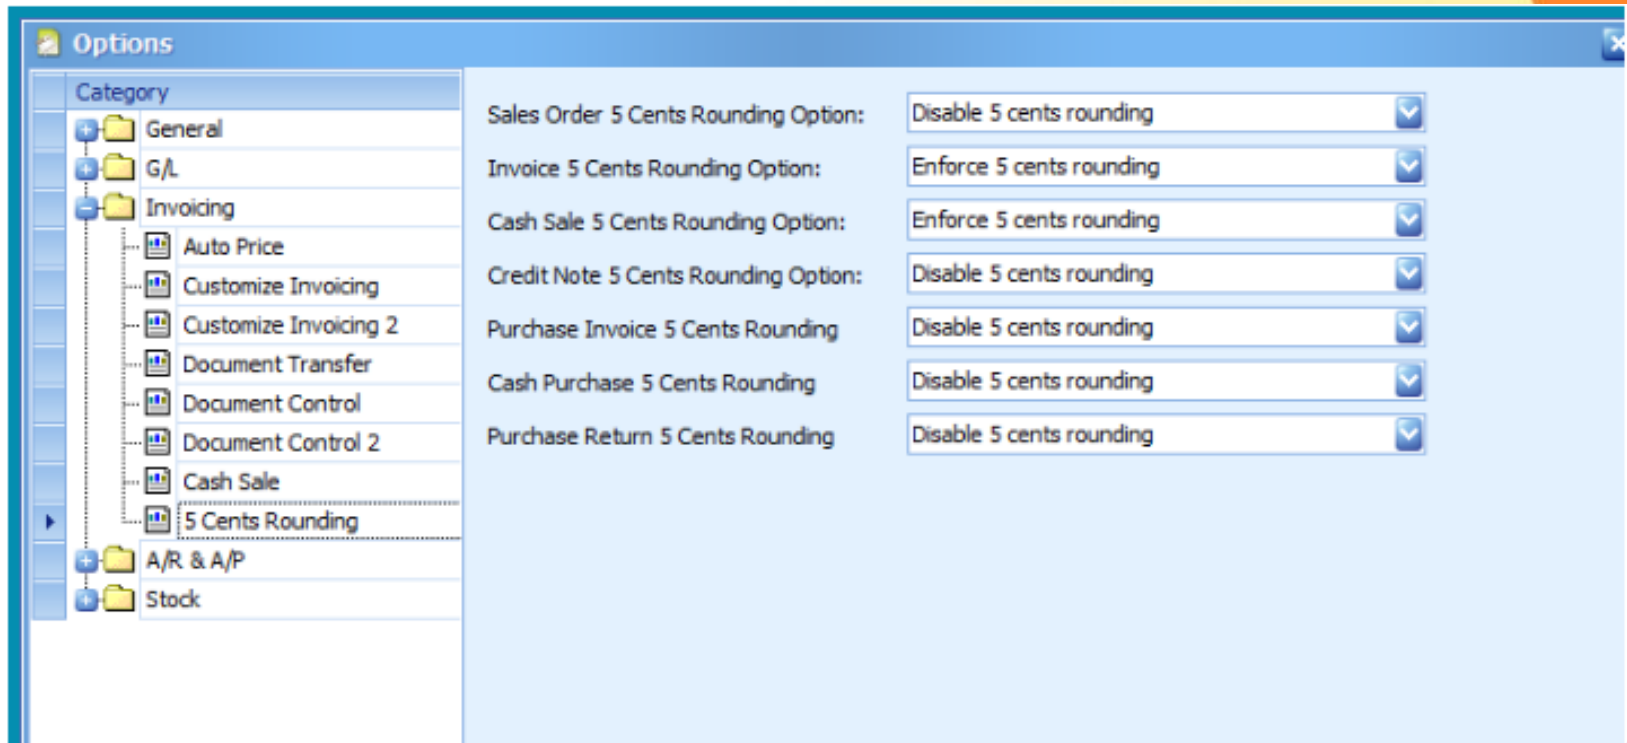 Options
Category
General
G/L
Invoicing
Auto Price
Customize Invoicing
Customize Invoicing 2
Document Transfer
Document Control
Document Control 2
Cash Sale
5 Cents Rounding
A/R & A/P
Stock
Sales Order 5 Cents Rounding Option: Disable 5 cents rounding
Invoice 5 Cents Rounding Option: Enforce 5 cents rounding
Cash Sale 5 Cents Rounding Option: Enforce 5 cents rounding
Credit Note 5 Cents Rounding Option: Disable 5 cents rounding
Purchase Invoice 5 Cents Rounding Disable 5 cents rounding
Cash Purchase 5 Cents Rounding Disable 5 cents rounding
Purchase Return 5 Cents Rounding Disable 5 cents rounding